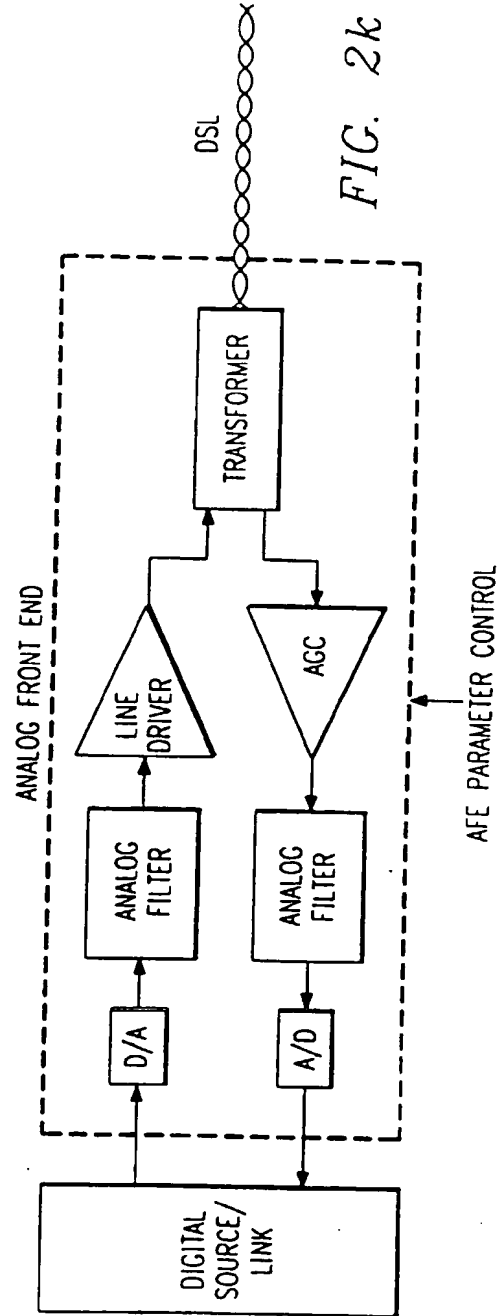 ANALOG FRONT END
DIGITAL
SOURCE/
LINK
D/A
ANALOG
FILTER
LINE
DRIVER
TRANSFORMER
DSL
A/D
ANALOG
FILTER
AGC
AFE PARAMETER CONTROL
FIG. 2k